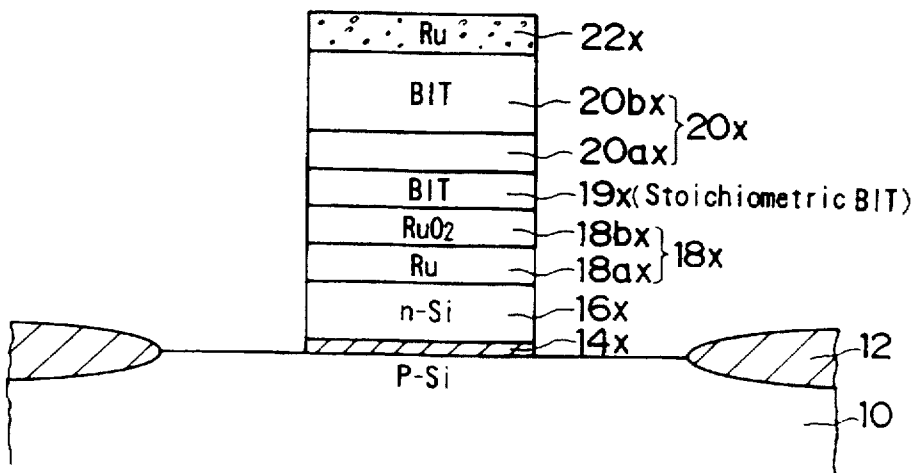 Ru 22x
BIT 20bx
20x
20ax
BIT 19x(Stoichiometric BIT)
RuO2 18bx
18x
Ru 18ax
n-Si 16x
14x
P-Si 12
10